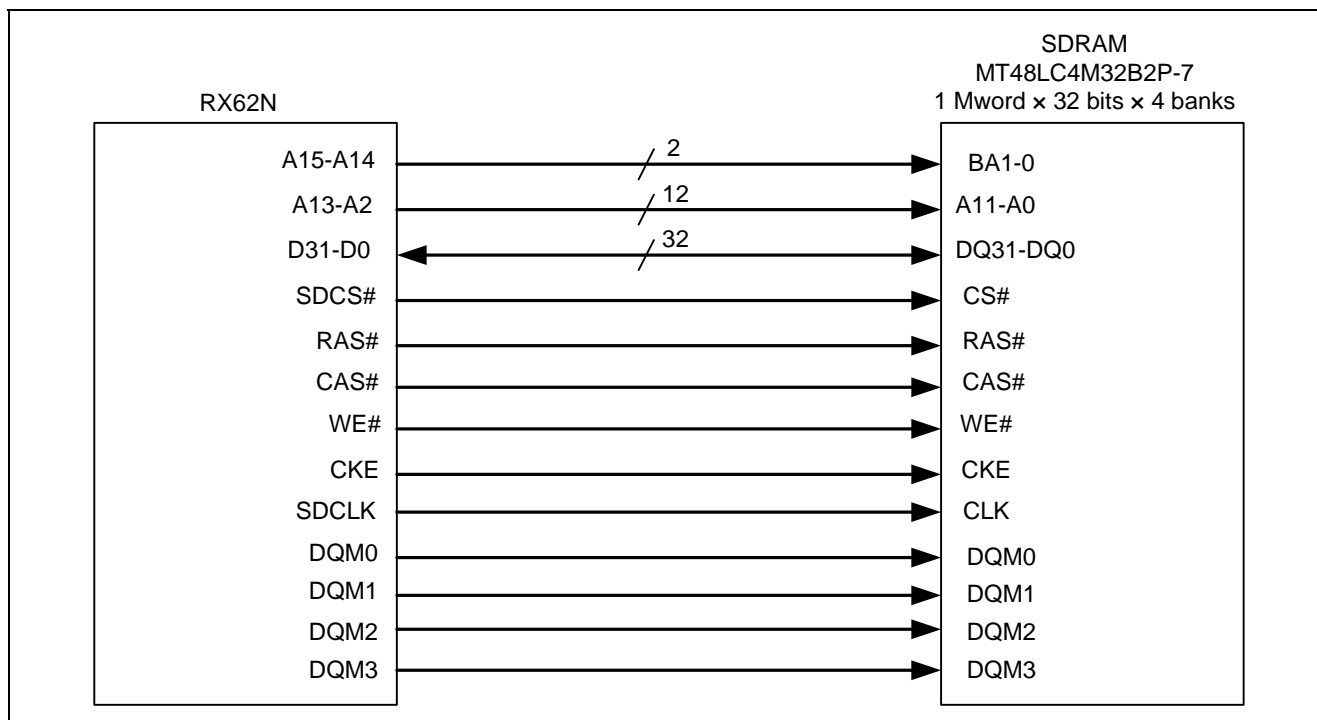 SDRAM
MT48LC4M32B2P-7
1 Mword × 32 bits × 4 banks
RX62N
A15-A14 2 BA1-0
A13-A2 12 A11-A0
D31-D0 32 DQ31-DQ0
SDCS# CS#
RAS# RAS#
CAS# CAS#
WE# WE#
CKE CKE
SDCLK CLK
DQM0 DQM0
DQM1 DQM1
DQM2 DQM2
DQM3 DQM3